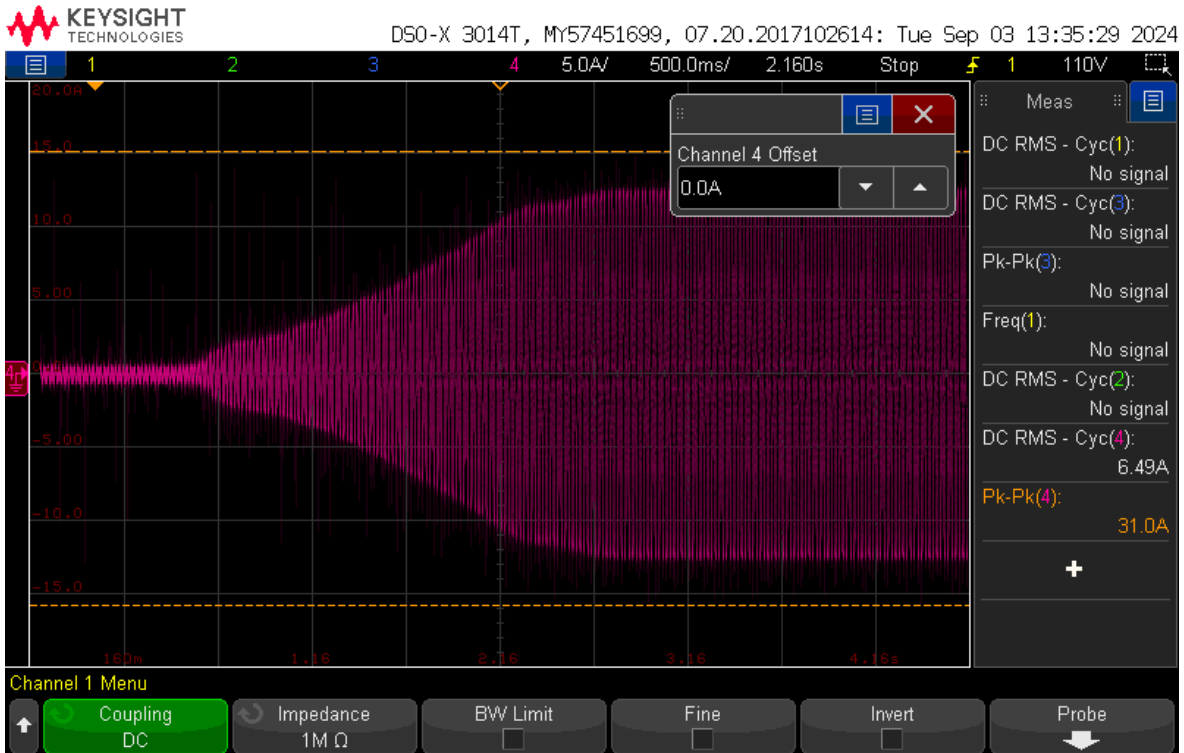 KEYSIGHT
TECHNOLOGIES
DSO-X 3014T, MY57451699, 07.20.2017102614: Tue Sep 03 13:35:29 2024
1 2 3 4 5.0A/ 500.0ms/ 2.160s Stop 1 110V
20.0A
15.0
10.0
5.00
-5.00
-10.0
-15.0
160m 1.16 2.16 3.16 4.16s
4
Channel 4 Offset
0.0A
Meas
DC RMS - Cyc(1):
No signal
DC RMS - Cyc(3):
No signal
Pk-Pk(3):
No signal
Freq(1):
No signal
DC RMS - Cyc(2):
No signal
DC RMS - Cyc(4):
6.49A
Pk-Pk(4):
31.0A
Channel 1 Menu
Coupling
DC
Impedance
1M Ω
BW Limit
Fine
Invert
Probe